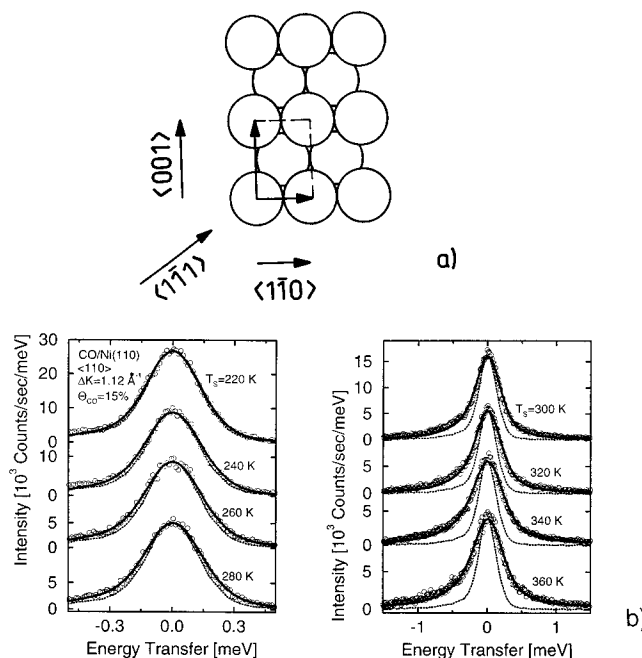 ⟨001⟩
⟨11̄1⟩
⟨11̄0⟩
a)
Intensity [10³ Counts/sec/meV]
30
20
10
0
10
0
5
0
5
0
CO/Ni(110)
<110>
ΔK=1.12 Å⁻¹
Θ_CO=15%
T_S=220 K
240 K
260 K
280 K
-0.3
0.0
0.3
Energy Transfer [meV]
Intensity [10³ Counts/sec/meV]
15
10
5
0
5
0
5
0
5
0
T_S=300 K
320 K
340 K
360 K
-1
0
1
Energy Transfer [meV]
b)